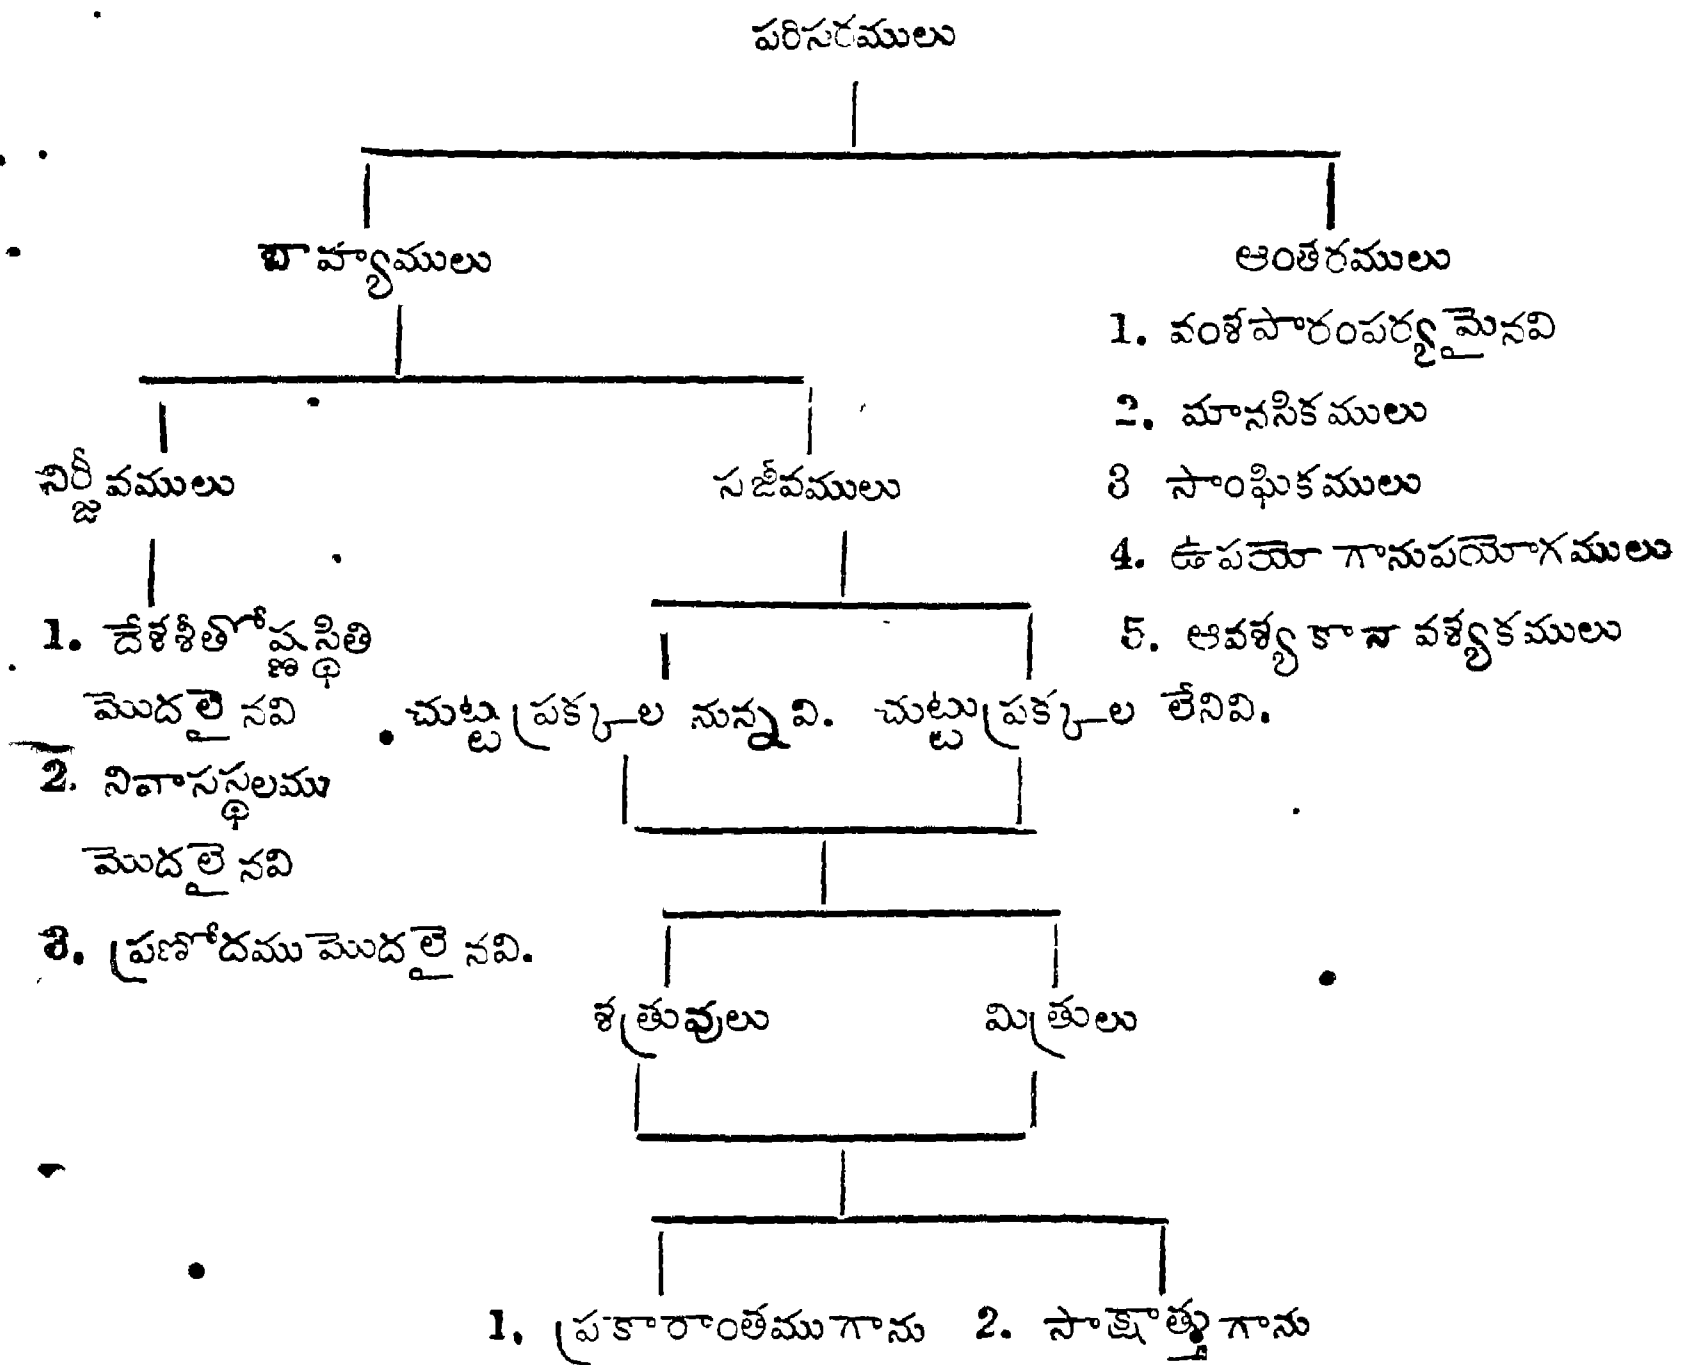 పరిసరములు
బాహ్యములు
ఆంతరములు
1. వంశపారంపర్యమైనవి
2. మానసికములు
3 సాంఘికములు
4. ఉపయోగానుపయోగములు
5. ఆవశ్యకానావశ్యకములు
నిర్జీవములు
సజీవములు
1. దేశశీతోష్ణస్థితి
మొదలైనవి
2. నివాసస్థలము
మొదలైనవి
3. ప్రణోదము మొదలైనవి.
చుట్టుప్రక్కల నున్నవి. చుట్టుప్రక్కల లేనివి.
శత్రువులు
మిత్రులు
1. ప్రకారాంతముగాను 2. సాక్షాత్తుగాను